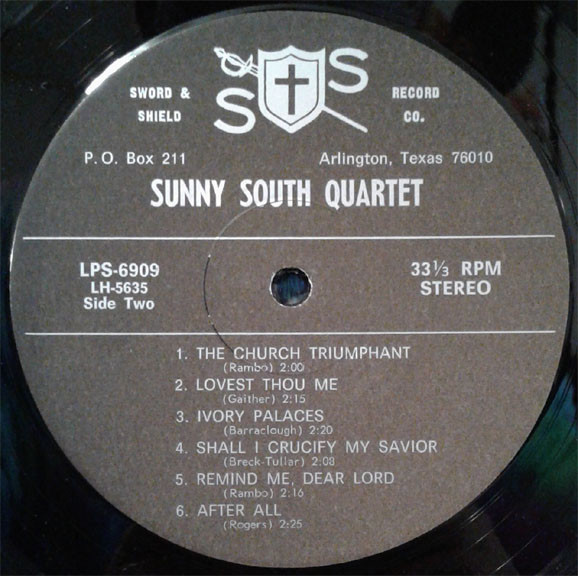 S S
SWORD & SHIELD
RECORD CO.
P. O. Box 211 Arlington, Texas 76010
SUNNY SOUTH QUARTET
LPS-6909
LH-5635
Side Two
33⅓ RPM
STEREO
1. THE CHURCH TRIUMPHANT
(Rambo) 2:00
2. LOVEST THOU ME
(Gaither) 2:15
3. IVORY PALACES
(Barraclough) 2:20
4. SHALL I CRUCIFY MY SAVIOR
(Breck-Tullar) 2:08
5. REMIND ME, DEAR LORD
(Rambo) 2:16
6. AFTER ALL
(Rogers) 2:25